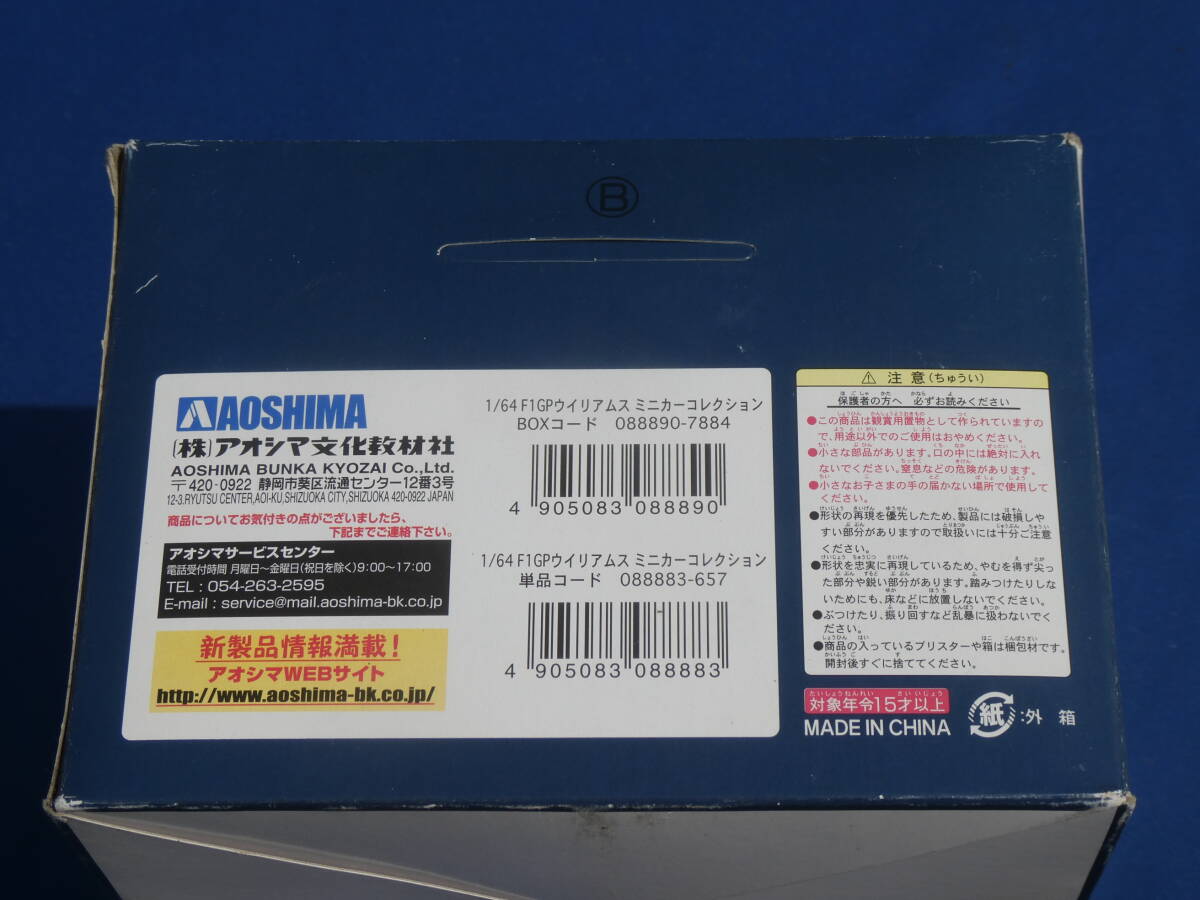 B
AOSHIMA
(株)アオシマ文化教材社
AOSHIMA BUNKA KYOZAI Co.,Ltd.
〒420-0922 静岡市葵区流通センター12番3号
12-3.RYUTSU CENTER,AOI-KU,SHIZUOKA CITY,SHIZUOKA 420-0922 JAPAN
商品についてお気付きの点がございましたら、
下記までご連絡下さい。
アオシマサービスセンター
電話受付時間 月曜日〜金曜日(祝日を除く)9:00〜17:00
TEL : 054-263-2595
E-mail : service@mail.aoshima-bk.co.jp
新製品情報満載!
アオシマWEBサイト
http://www.aoshima-bk.co.jp/
1/64 F1GPウイリアムス ミニカーコレクション
BOXコード 088890-7884
4 905083 088890
1/64 F1GPウイリアムス ミニカーコレクション
単品コード 088883-657
4 905083 088883
⚠ 注 意(ちゅうい)
保護者の方へ 必ずお読みください
●この商品は観賞用置物として作られていますの
で、用途以外でのご使用はおやめください。
●小さな部品があります。口の中には絶対に入れ
ないでください。窒息などの危険があります。
●小さなお子さまの手の届かない場所で使用して
ください。
●形状の再現を優先したため、製品には破損しや
すい部分がありますので取扱いには十分ご注意
ください。
●形状を忠実に再現しているため、やむを得ず尖っ
た部分や鋭い部分があります。踏みつけたりしな
いためにも、床などに放置しないでください。
●ぶつけたり、振り回すなど乱暴に扱わないでく
ださい。
●商品の入っているブリスターや箱は梱包材です。
開封後すぐに捨ててください。
対象年令15才以上
MADE IN CHINA
紙:外 箱